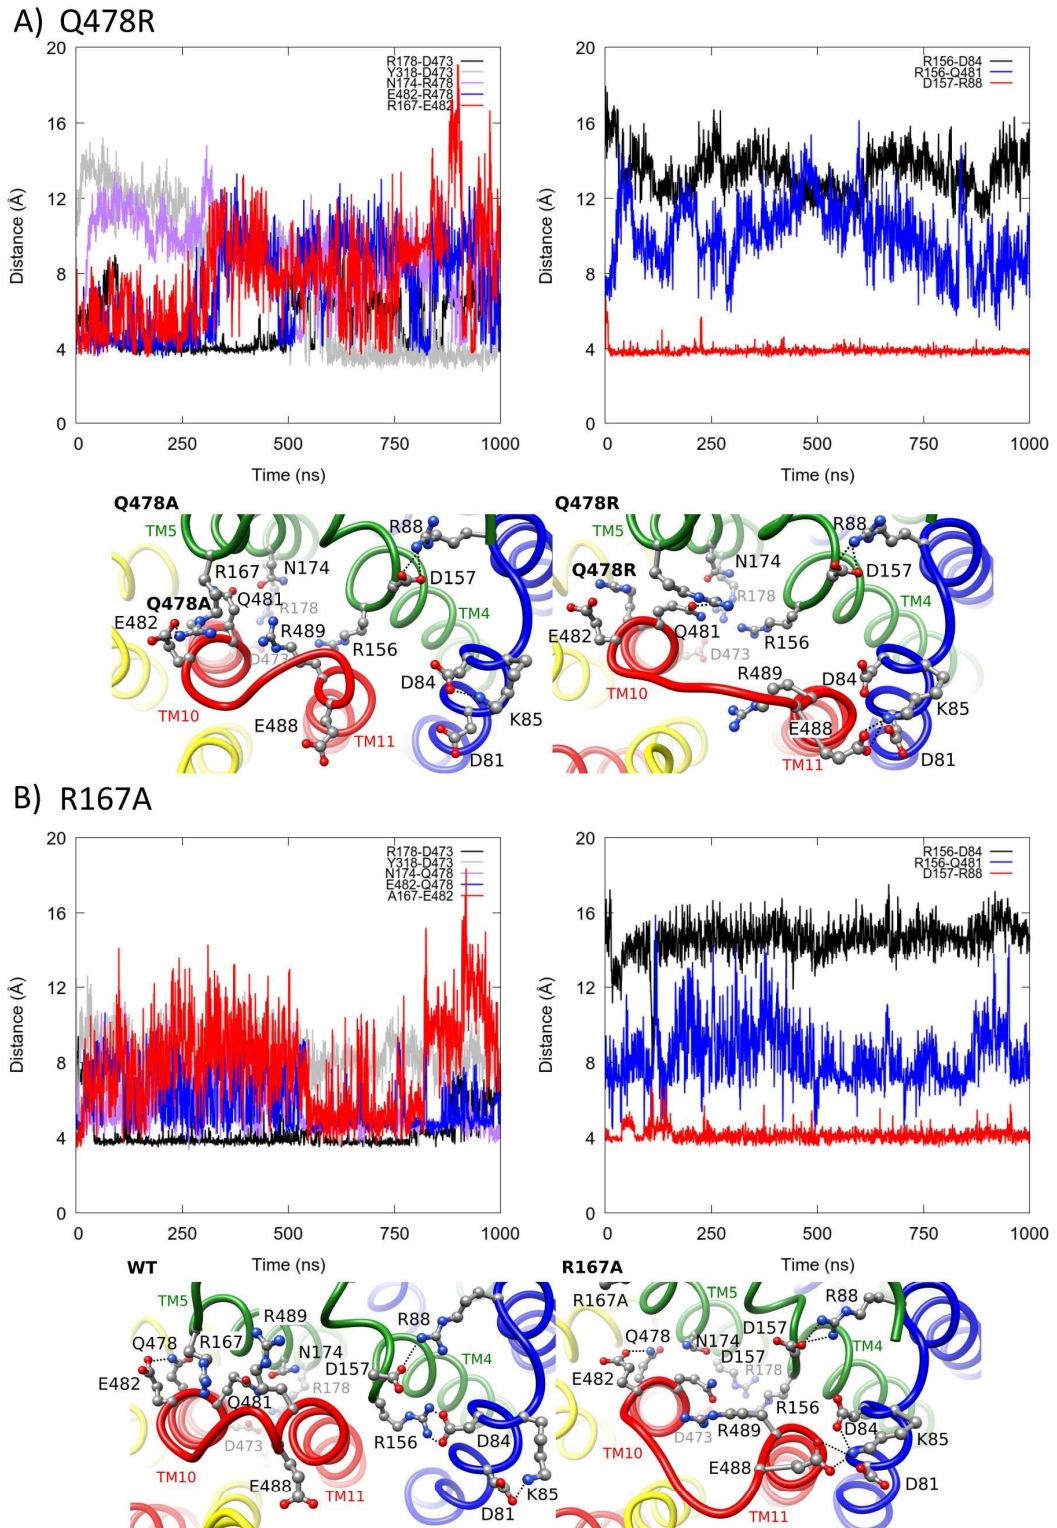 A) Q478R
20
16
12
8
4
0
Distance (Å)
R178-D473
Y318-D473
N174-R478
E482-R478
R167-E482
0 250 500 750 1000
Time (ns)
20
16
12
8
4
0
Distance (Å)
R156-D84
R156-Q481
D157-R88
0 250 500 750 1000
Time (ns)
Q478A
TM5
R88
R167
N174
D157
Q478A
Q481
R178
TM4
E482
R489
R156
D473
D84
TM10
K85
E488
TM11
D81
Q478R
TM5
R88
N174
D157
Q478R
R178
TM4
E482
Q481
R156
D473
R489
D84
TM10
K85
E488
TM11
D81
B) R167A
20
16
12
8
4
0
Distance (Å)
R178-D473
Y318-D473
N174-Q478
E482-Q478
A167-E482
0 250 500 750 1000
Time (ns)
20
16
12
8
4
0
Distance (Å)
R156-D84
R156-Q481
D157-R88
0 250 500 750 1000
Time (ns)
WT
TM5
R489
R88
Q478
R167
N174
D157
TM4
E482
R178
Q481
R156
D84
D473
TM10
E488
TM11
K85
D81
R167A
TM5
R167A
R88
Q478
N174
D157
D157
TM4
E482
R178
R156
D473
R489
D84
TM10
K85
E488
D81
TM11